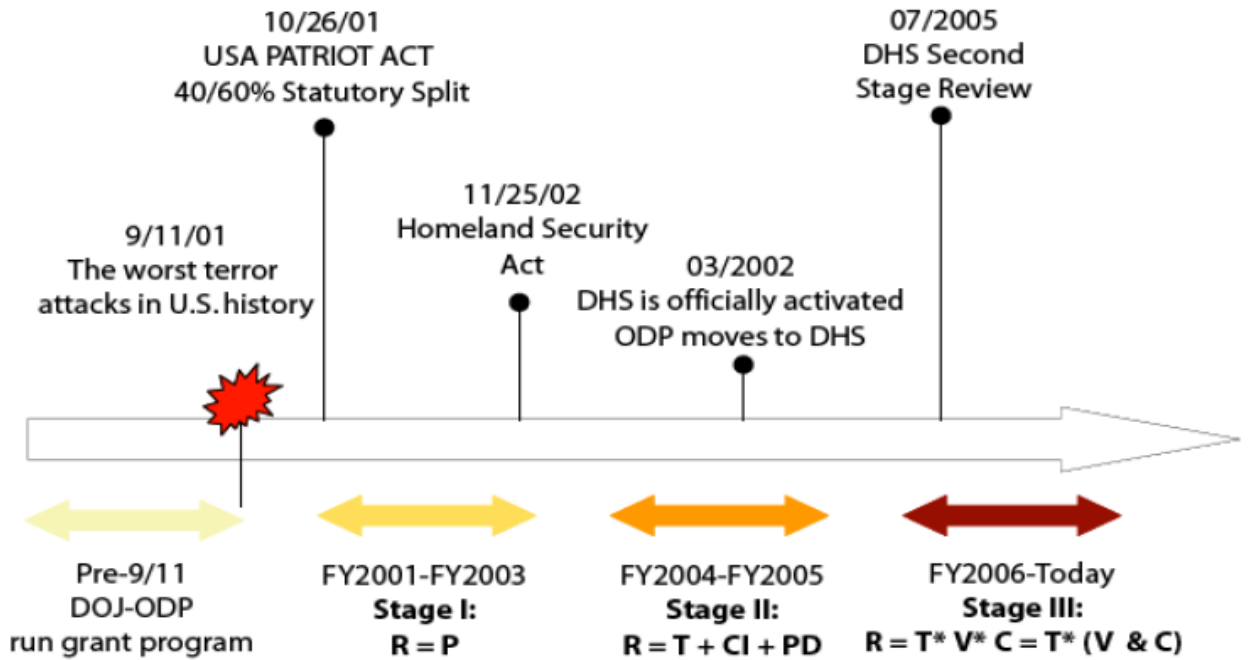 10/26/01
USA PATRIOT ACT
40/60% Statutory Split
07/2005
DHS Second
Stage Review
11/25/02
Homeland Security
Act
9/11/01
The worst terror
attacks in U.S. history
03/2002
DHS is officially activated
ODP moves to DHS
Pre-9/11
DOJ-ODP
run grant program
FY2001-FY2003
Stage I:
R = P
FY2004-FY2005
Stage II:
R = T + CI + PD
FY2006-Today
Stage III:
R = T* V* C = T* (V & C)